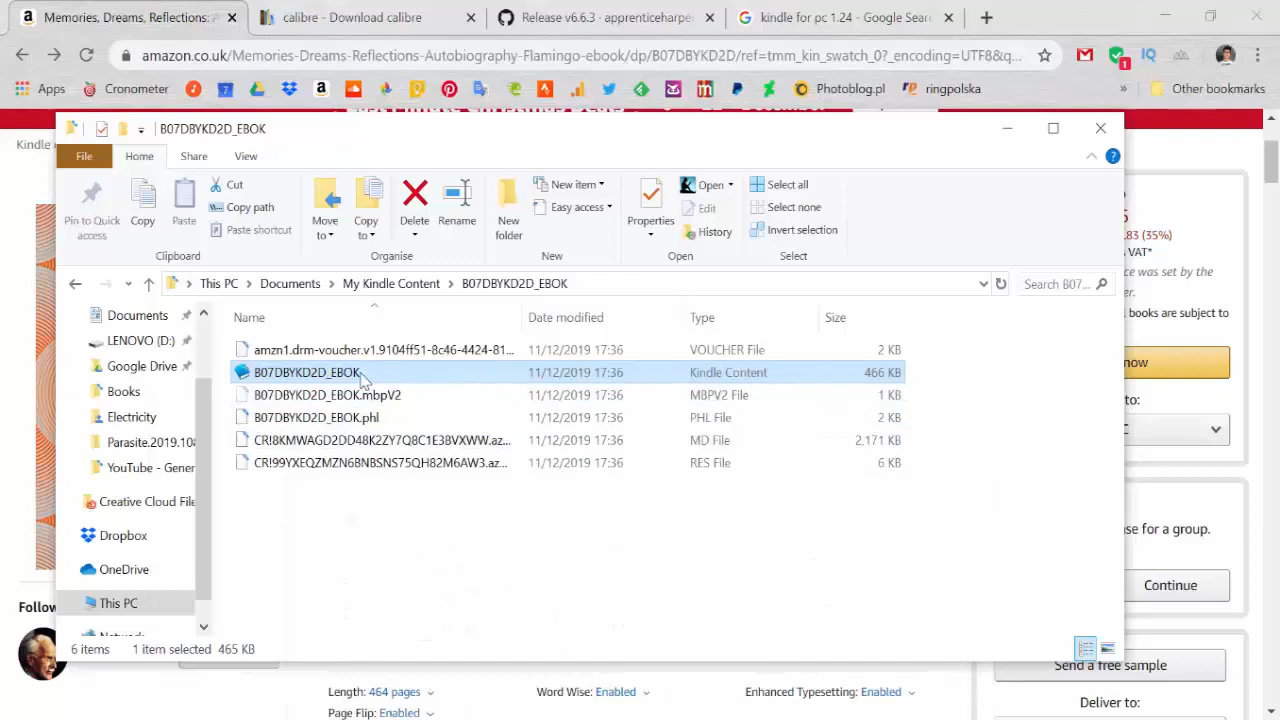 Memories, Dreams, Reflections: A
calibre - Download calibre
Release v6.6.3 · apprenticeharper
kindle for pc 1.24 - Google Sear
amazon.co.uk/Memories-Dreams-Reflections-Autobiography-Flamingo-ebook/dp/B07DBYKD2D/ref=tmm_kin_swatch_0?_encoding=UTF8&q...
1
Apps
Cronometer
Photoblog.pl
ringpolska
»
Other bookmarks
Kindle
B07DBYKD2D_EBOK
File
Home
Share
View
Pin to Quick access
Copy
Paste
Cut
Copy path
Paste shortcut
Clipboard
Move to
Copy to
Delete
Rename
Organise
New folder
New item
Easy access
New
Properties
Open
Edit
History
Open
Select all
Select none
Invert selection
Select
This PC > Documents > My Kindle Content > B07DBYKD2D_EBOK
Search B07...
Documents
LENOVO (D:)
Google Drive
Books
Electricity
Parasite.2019.108
YouTube - Gener
Creative Cloud File
Dropbox
OneDrive
This PC
Network
Name Date modified Type Size
amzn1.drm-voucher.v1.9104ff51-8c46-4424-81... 11/12/2019 17:36 VOUCHER File 2 KB
B07DBYKD2D_EBOK 11/12/2019 17:36 Kindle Content 466 KB
B07DBYKD2D_EBOK.mbpV2 11/12/2019 17:36 MBPV2 File 1 KB
B07DBYKD2D_EBOK.phl 11/12/2019 17:36 PHL File 2 KB
CR!8KMWAGD2DD48K2ZY7Q8C1E3BVXWW.az... 11/12/2019 17:36 MD File 2,171 KB
CR!99YXEQZMZN6BNBSNS75QH82M6AW3.az... 11/12/2019 17:36 RES File 6 KB
6 items 1 item selected 465 KB
.83 (35%)
VAT*
ce was set by the
er.
l books are subject to
now
to:
se for a group.
Continue
Send a free sample
Deliver to:
Follow
Length: 464 pages
Word Wise: Enabled
Enhanced Typesetting: Enabled
Page Flip: Enabled